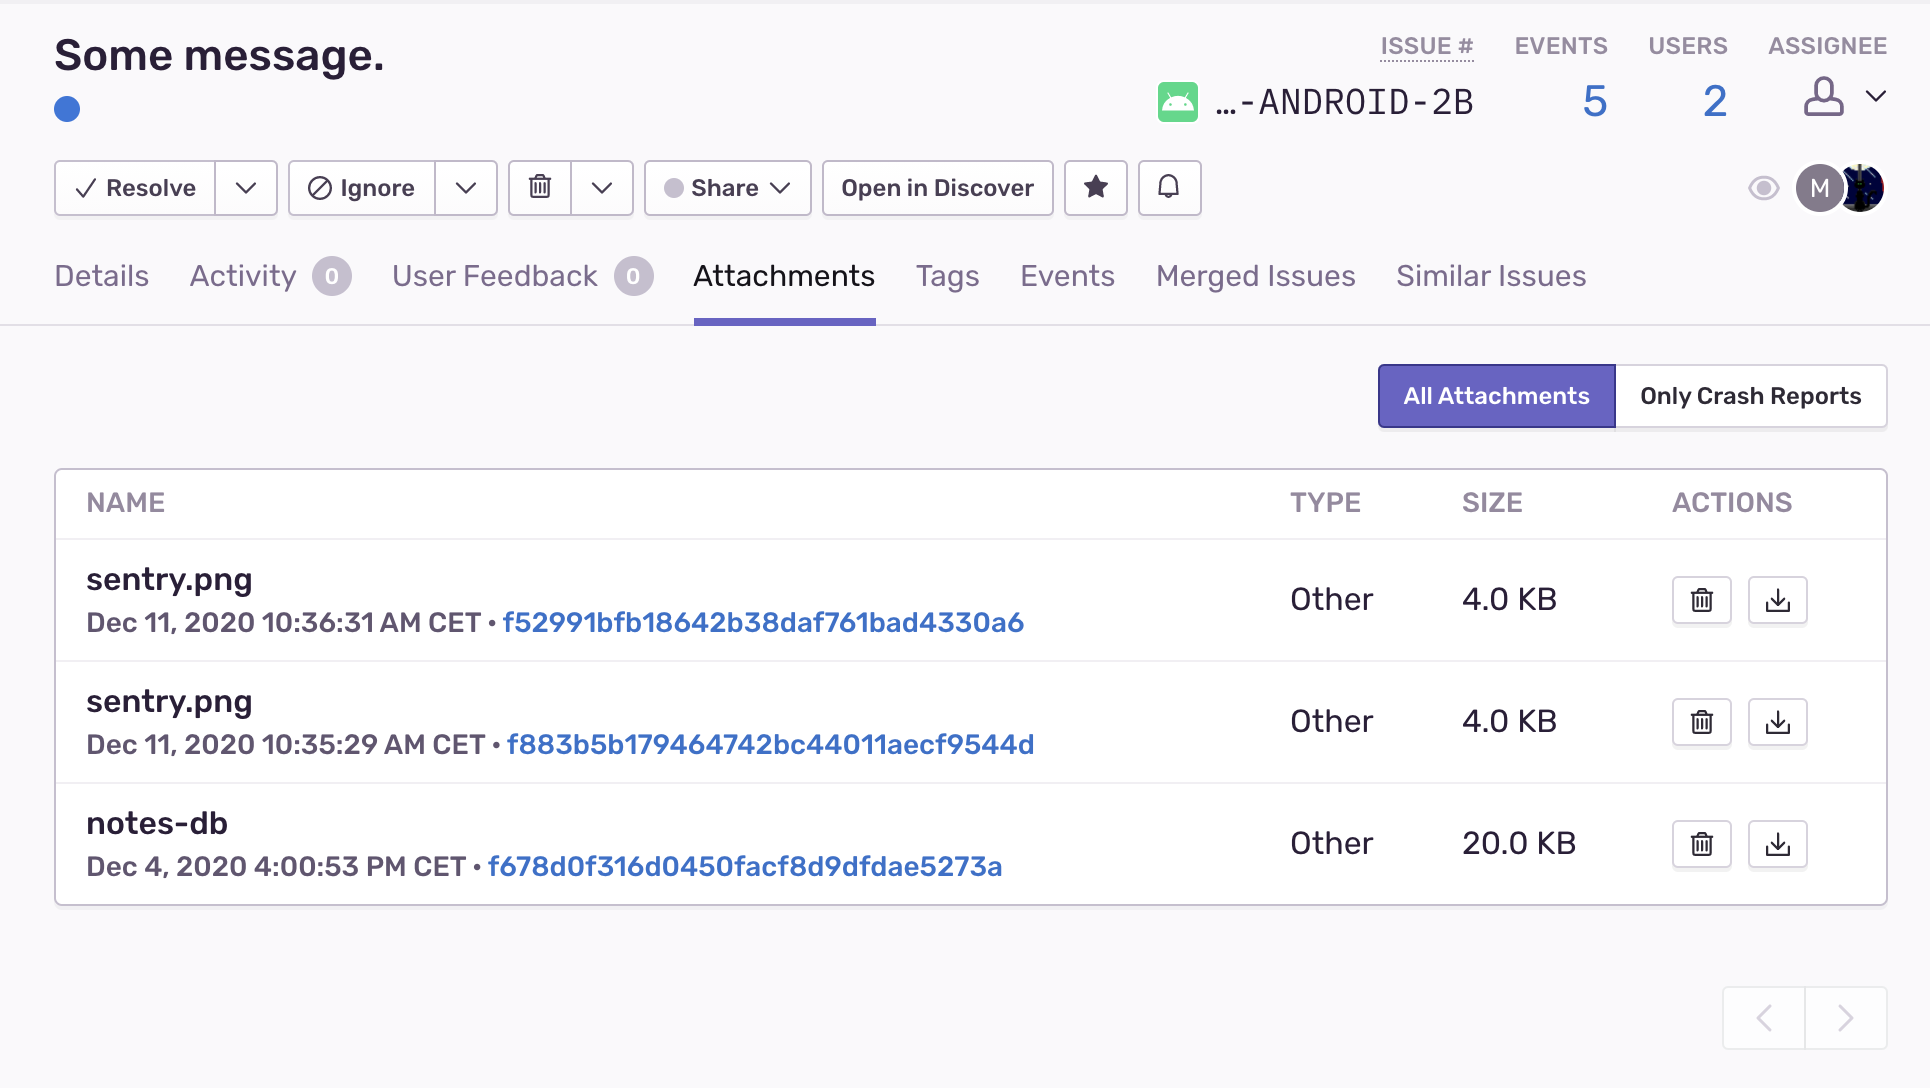 Some message.
ISSUE # EVENTS USERS ASSIGNEE
...-ANDROID-2B 5 2
Resolve Ignore Share Open in Discover M
Details Activity 0 User Feedback 0 Attachments Tags Events Merged Issues Similar Issues
All Attachments Only Crash Reports
NAME TYPE SIZE ACTIONS
sentry.png
Dec 11, 2020 10:36:31 AM CET • f52991bfb18642b38daf761bad4330a6 Other 4.0 KB
sentry.png
Dec 11, 2020 10:35:29 AM CET • f883b5b179464742bc44011aecf9544d Other 4.0 KB
notes-db
Dec 4, 2020 4:00:53 PM CET • f678d0f316d0450facf8d9dfdae5273a Other 20.0 KB